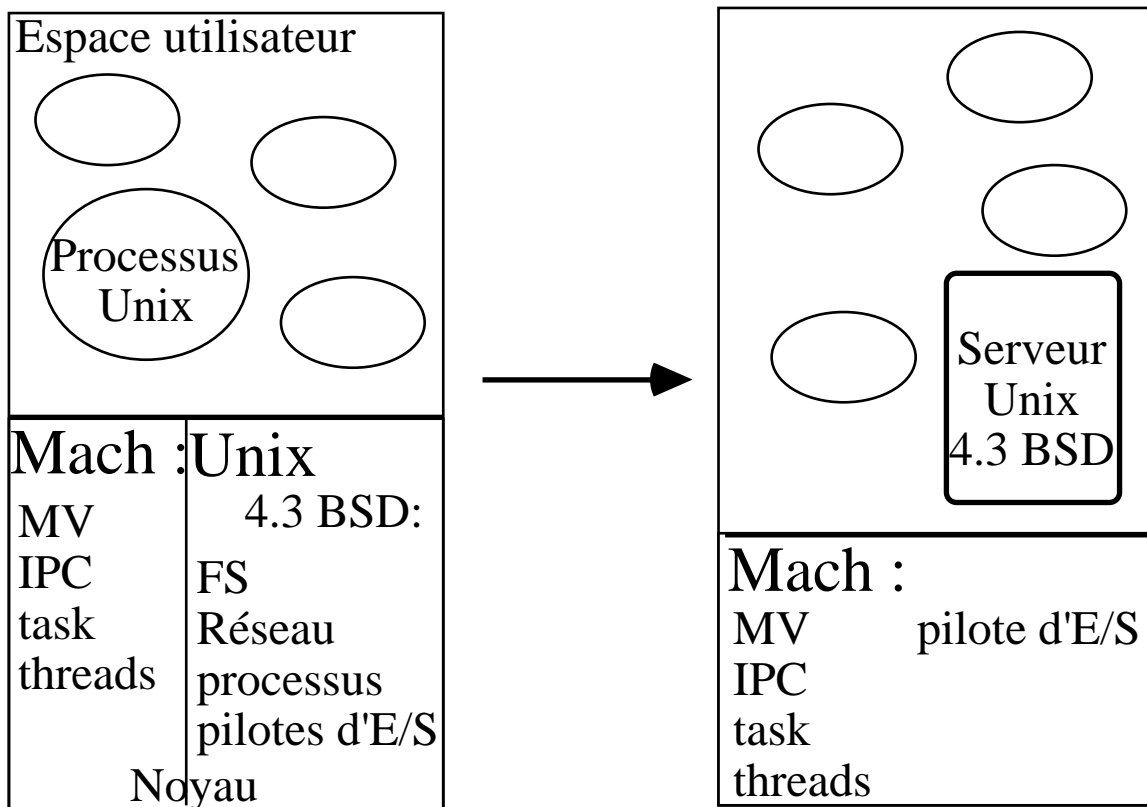 Espace utilisateur
Processus
Unix
Mach :
MV
IPC
task
threads
Unix
4.3 BSD:
FS
Réseau
processus
pilotes d'E/S
Noyau
Serveur
Unix
4.3 BSD
Mach :
MV pilote d'E/S
IPC
task
threads